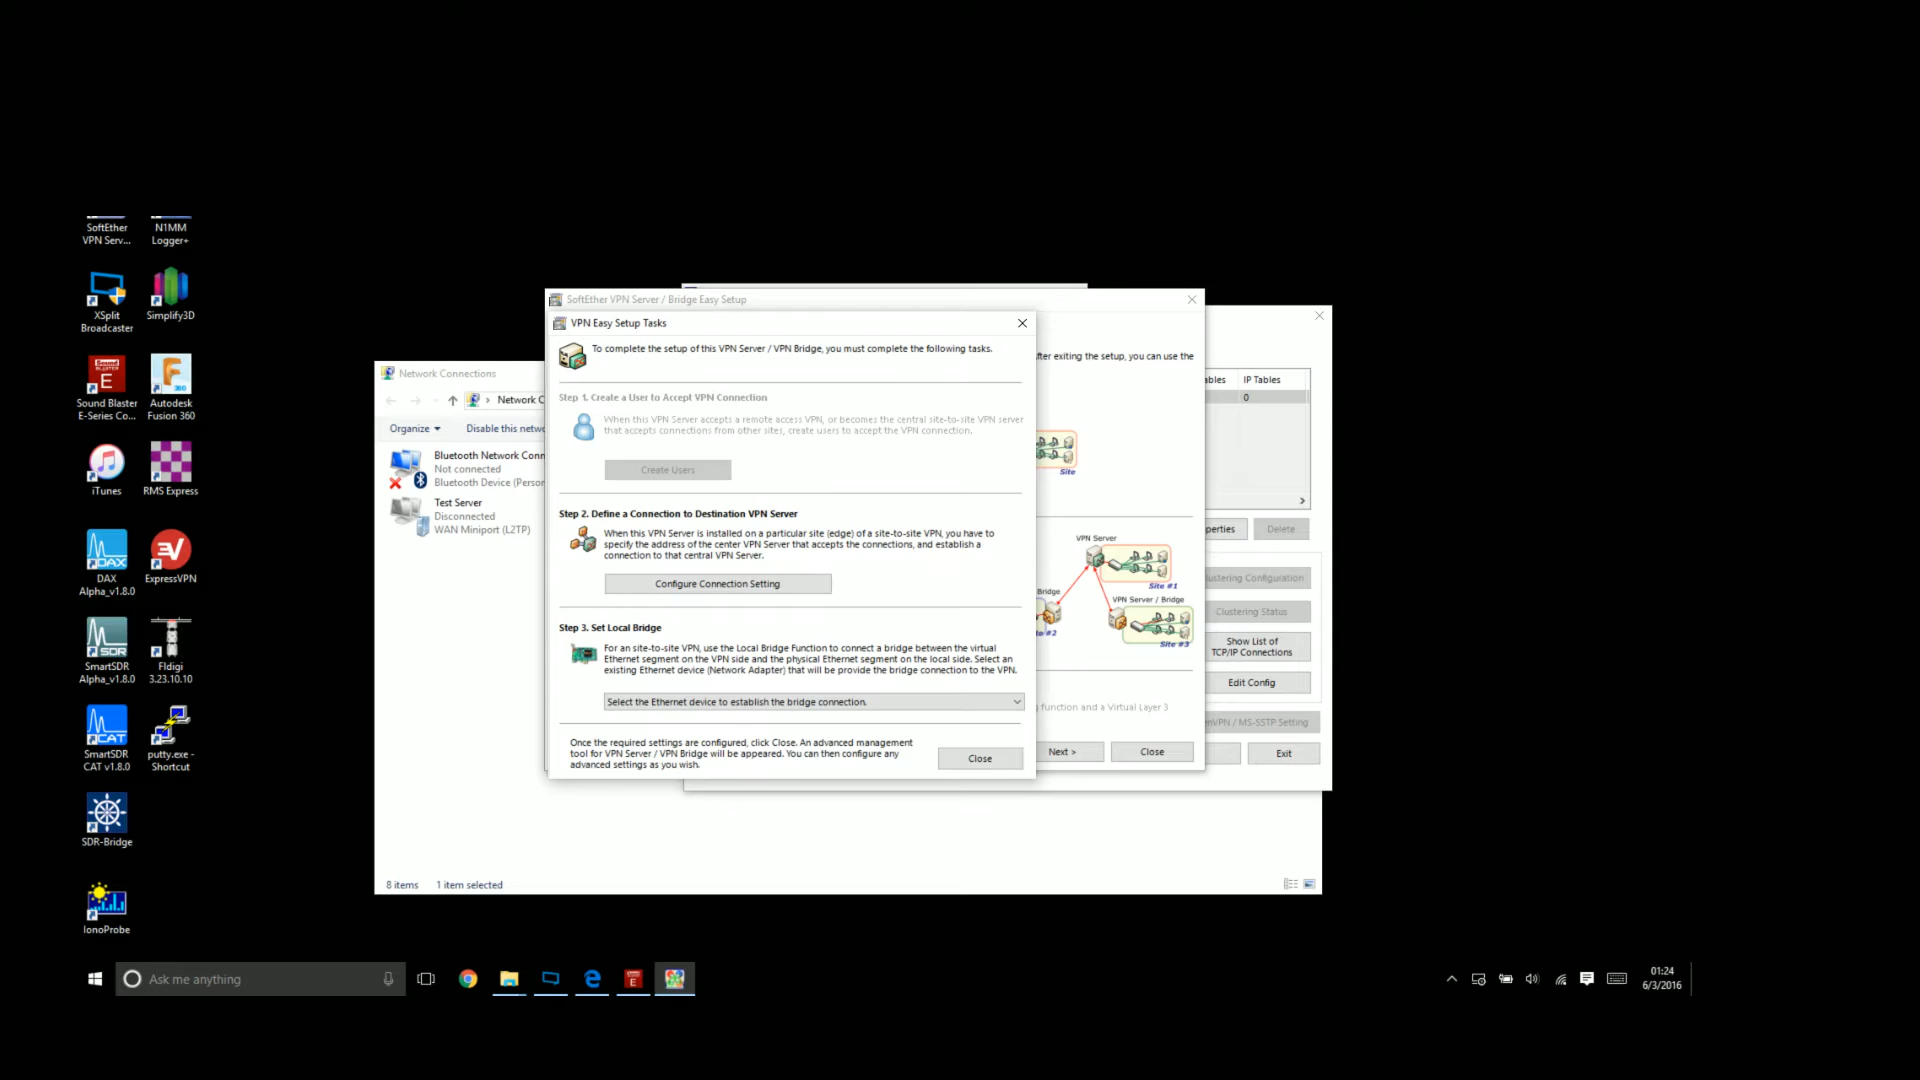 SoftEther
VPN Serv...
N1MM
Logger+
XSplit
Broadcaster
Simplify3D
Sound Blaster
E-Series Co...
Autodesk
Fusion 360
iTunes
RMS Express
DAX
Alpha_v1.8.0
ExpressVPN
SmartSDR
Alpha_v1.8.0
Fldigi
3.23.10.10
SmartSDR
CAT v1.8.0
putty.exe -
Shortcut
SDR-Bridge
IonoProbe
Network Connections
Network C
Organize
Disable this netwo
Bluetooth Network Conn
Not connected
Bluetooth Device (Person
Test Server
Disconnected
WAN Miniport (L2TP)
8 items
1 item selected
SoftEther VPN Server / Bridge Easy Setup
VPN Easy Setup Tasks
To complete the setup of this VPN Server / VPN Bridge, you must complete the following tasks.
Step 1. Create a User to Accept VPN Connection
When this VPN Server accepts a remote access VPN, or becomes the central site-to-site VPN server
that accepts connections from other sites, create users to accept the VPN connection.
Create Users
Step 2. Define a Connection to Destination VPN Server
When this VPN Server is installed on a particular site (edge) of a site-to-site VPN, you have to
specify the address of the center VPN Server that accepts the connections, and establish a
connection to that central VPN Server.
Configure Connection Setting
Step 3. Set Local Bridge
For an site-to-site VPN, use the Local Bridge Function to connect a bridge between the virtual
Ethernet segment on the VPN side and the physical Ethernet segment on the local side. Select an
existing Ethernet device (Network Adapter) that will be provide the bridge connection to the VPN.
Select the Ethernet device to establish the bridge connection.
Once the required settings are configured, click Close. An advanced management
tool for VPN Server / VPN Bridge will be appeared. You can then configure any
advanced settings as you wish.
Close
fter exiting the setup, you can use the
Site
VPN Server
Site #1
Bridge
VPN Server / Bridge
#2
Site #3
function and a Virtual Layer 3
Next >
Close
ables
IP Tables
0
perties
Delete
ustering Configuration
Clustering Status
Show List of
TCP/IP Connections
Edit Config
nVPN / MS-SSTP Setting
Exit
Ask me anything
01:24
6/3/2016